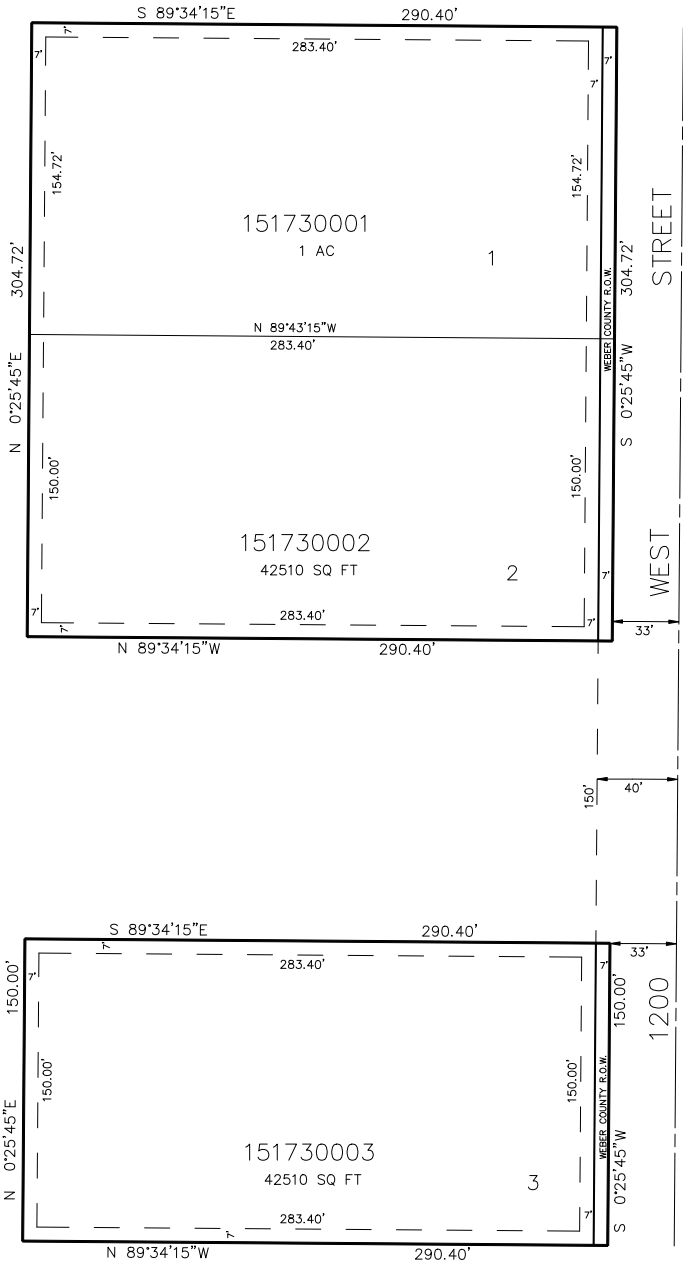 S 89°34'15"E 290.40'
7'
283.40'
7'
7'
7'
154.72'
154.72'
304.72'
304.72'
151730001
1 AC
1
STREET
WEBER COUNTY R.O.W.
N 89°43'15"W
283.40'
N 0°25'45"E
S 0°25'45"W
150.00'
150.00'
151730002
42510 SQ FT
2
WEST
7'
7'
7'
283.40'
7'
33'
N 89°34'15"W 290.40'
150'
40'
S 89°34'15"E 290.40'
7'
33'
283.40'
7'
7'
150.00'
150.00'
1200
150.00'
150.00'
WEBER COUNTY R.O.W.
N 0°25'45"E
S 0°25'45"W
151730003
42510 SQ FT
3
283.40'
7'
7'
N 89°34'15"W 290.40'